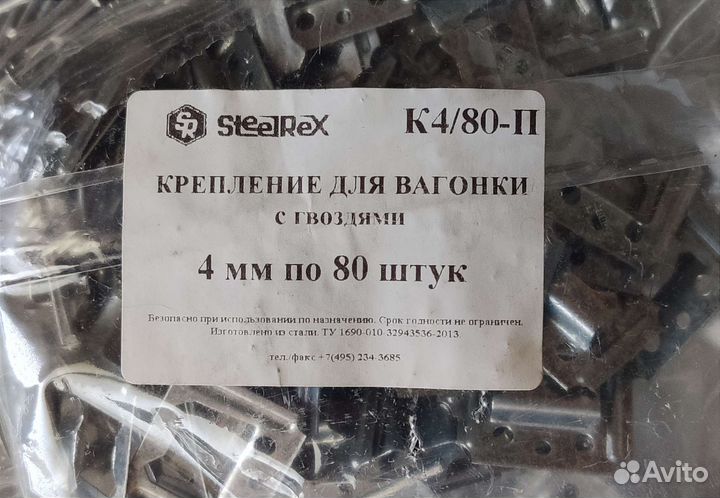 SR SteelRex К4/80-П
КРЕПЛЕНИЕ ДЛЯ ВАГОНКИ
С ГВОЗДЯМИ
4 мм по 80 штук
Безопасно при использовании по назначению. Срок годности не ограничен.
Изготовлено из стали. ТУ 1690-010-32943536-2013.
тел./факс +7(495) 234-3685
Avito